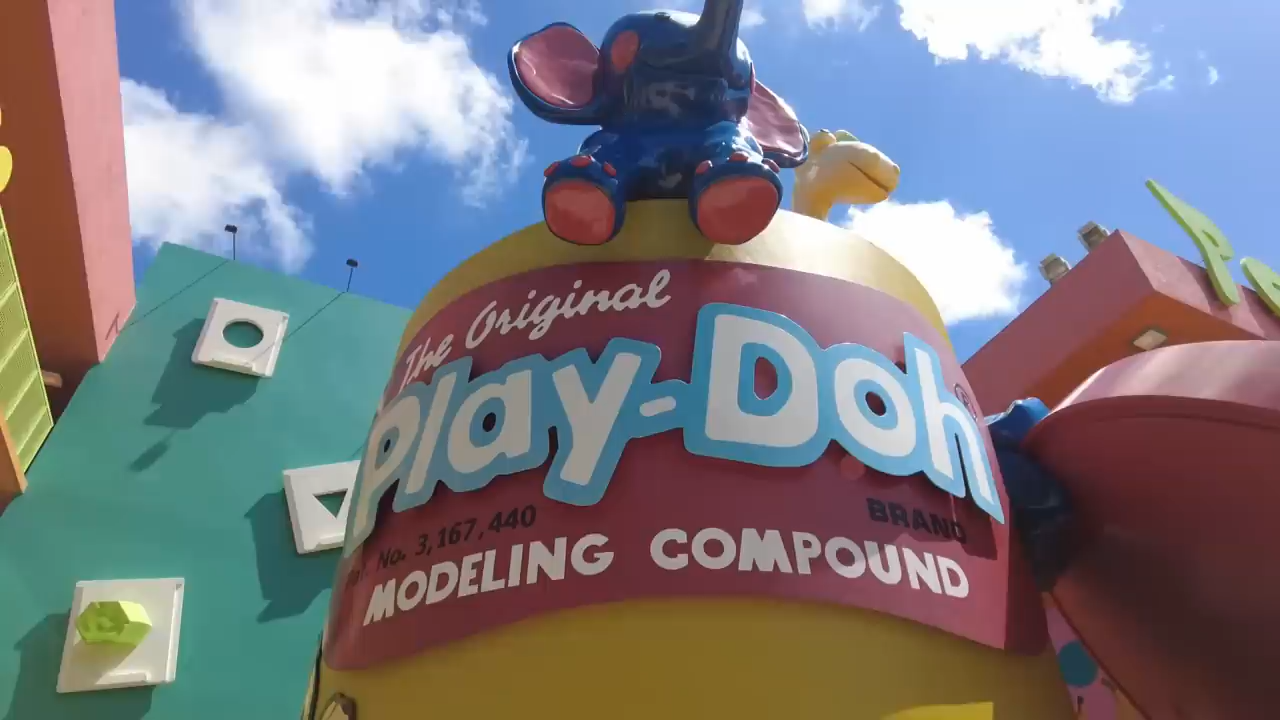 The Original
Play-Doh®
No. 3,167,440
BRAND
MODELING COMPOUND